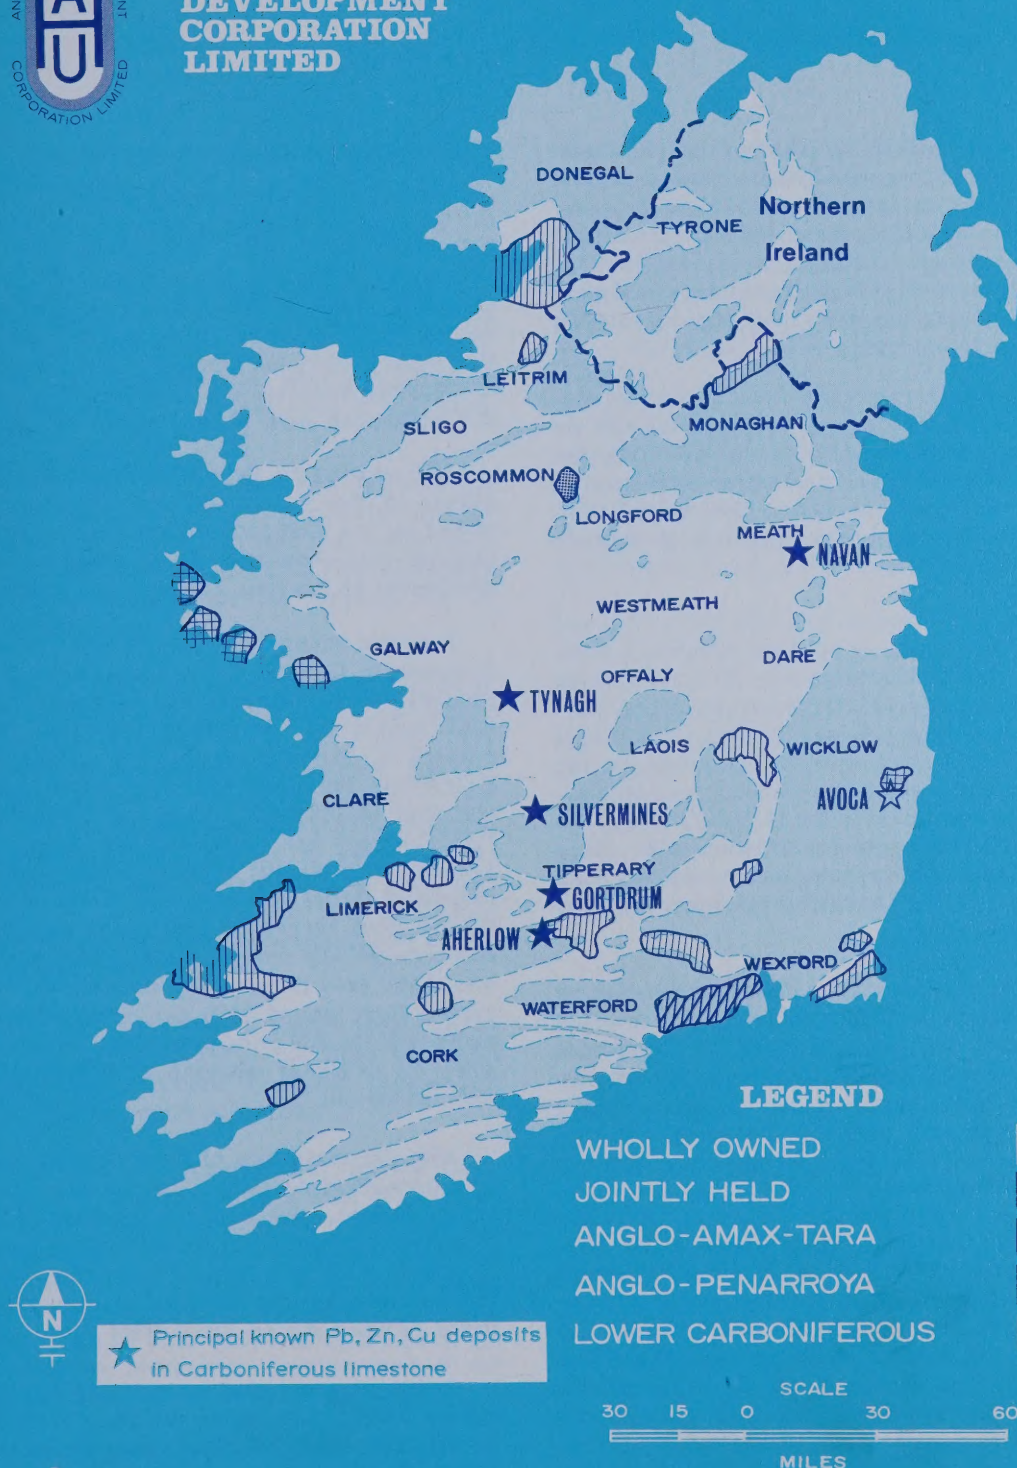 DEVELOPMENT
CORPORATION
LIMITED
AU
CORPORATION LIMITED
DONEGAL
TYRONE
Northern
Ireland
LEITRIM
SLIGO
MONAGHAN
ROSCOMMON
LONGFORD
MEATH
NAVAN
WESTMEATH
GALWAY
DARE
OFFALY
TYNAGH
LAOIS
WICKLOW
CLARE
AVOCA
SILVERMINES
TIPPERARY
GORTDRUM
LIMERICK
AHERLOW
WEXFORD
WATERFORD
CORK
LEGEND
WHOLLY OWNED
JOINTLY HELD
ANGLO-AMAX-TARA
ANGLO-PENARROYA
LOWER CARBONIFEROUS
N
Principal known Pb, Zn, Cu deposits
in Carboniferous limestone
SCALE
30 15 0 30 60
MILES